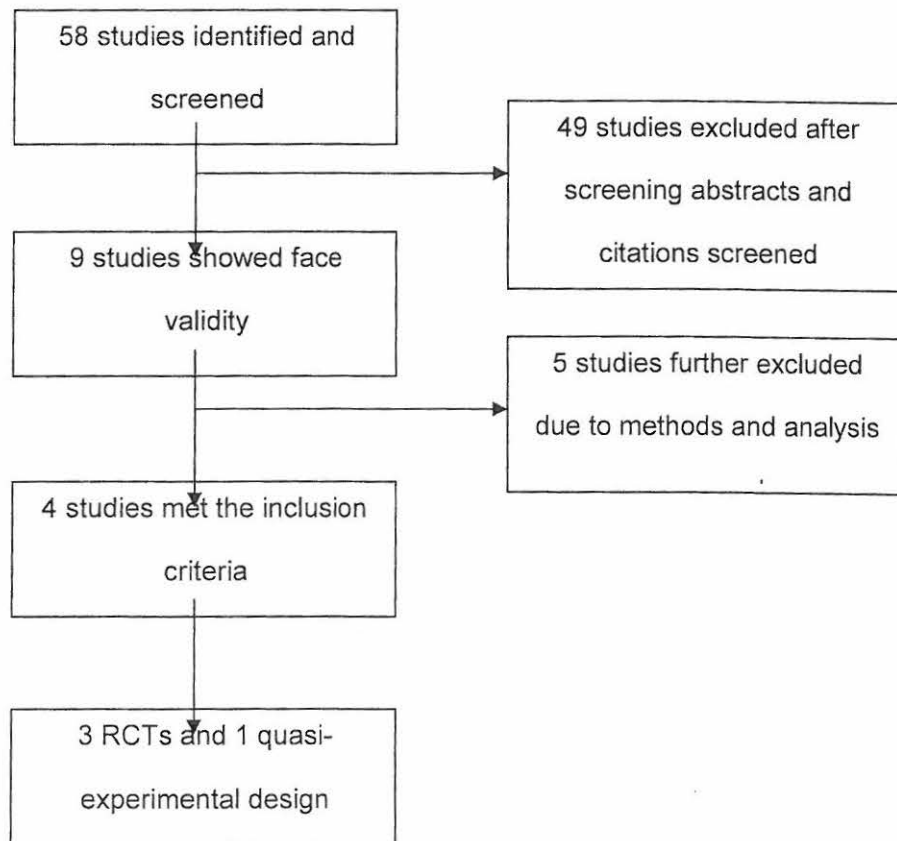 58 studies identified and
screened
49 studies excluded after
screening abstracts and
citations screened
9 studies showed face
validity
5 studies further excluded
due to methods and analysis
4 studies met the inclusion
criteria
3 RCTs and 1 quasi-
experimental design